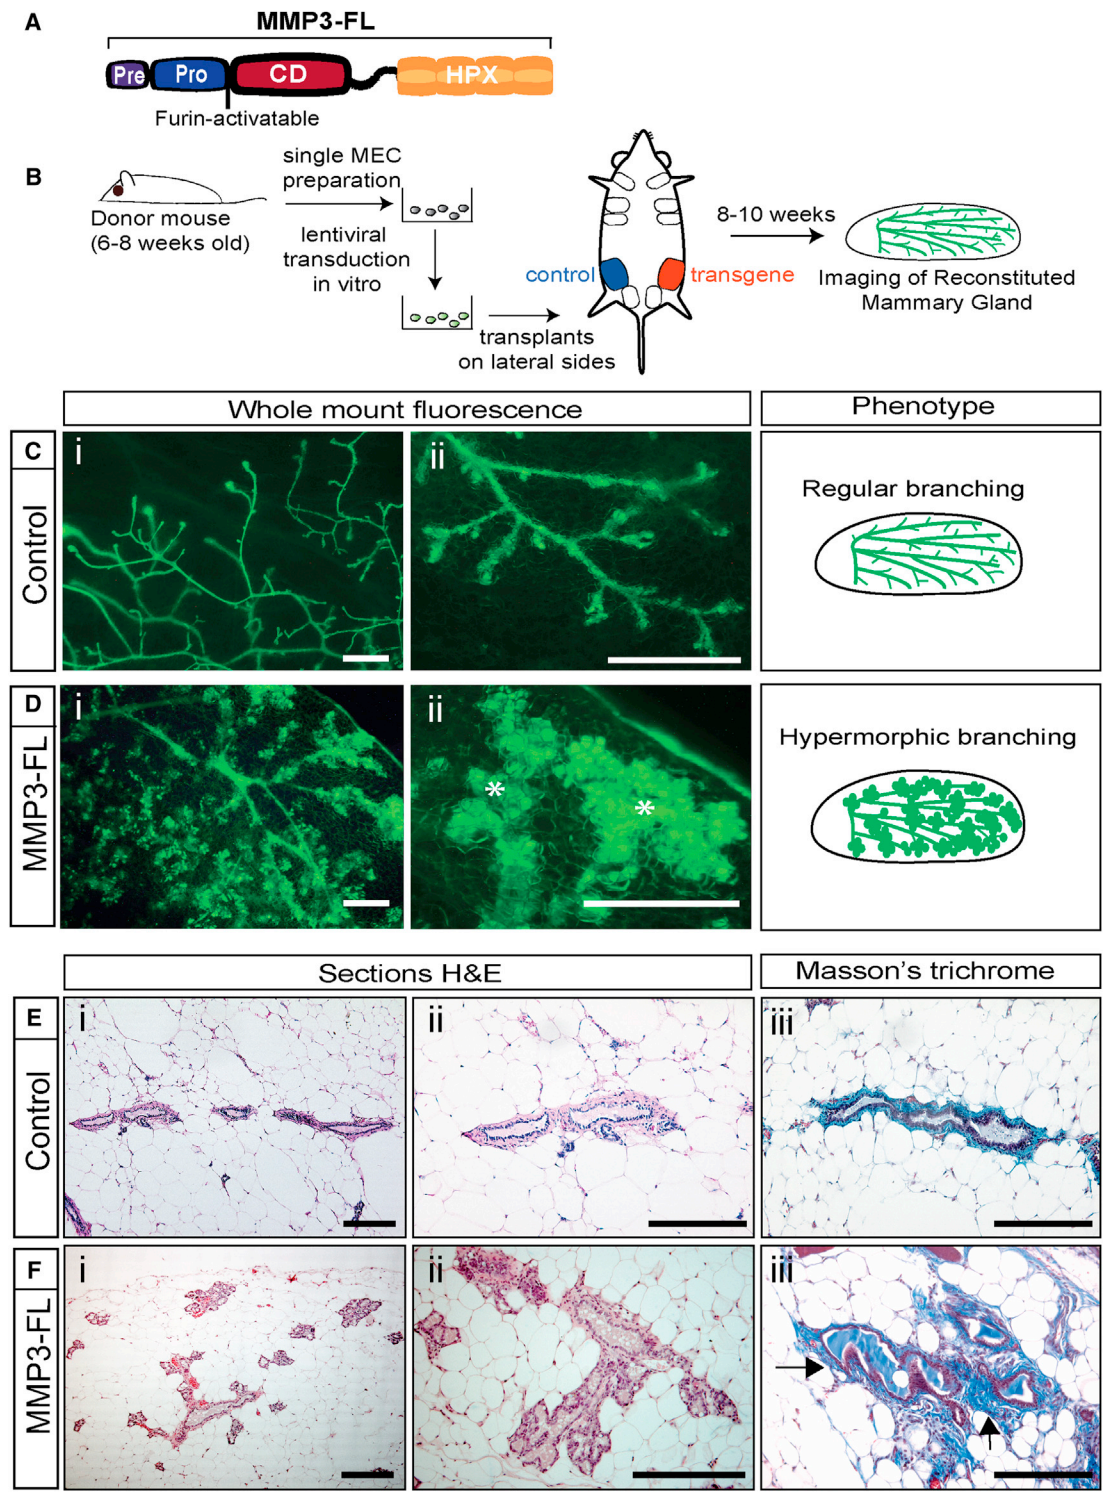 A
MMP3-FL
Pre
Pro
CD
HPX
Furin-activatable
B
Donor mouse
(6-8 weeks old)
single MEC
preparation
lentiviral
transduction
in vitro
transplants
on lateral sides
control
transgene
8-10 weeks
Imaging of Reconstituted
Mammary Gland
Whole mount fluorescence
Phenotype
C
Control
i
ii
Regular branching
D
MMP3-FL
i
ii
*
*
Hypermorphic branching
Sections H&E
Masson's trichrome
E
Control
i
ii
iii
F
MMP3-FL
i
ii
iii